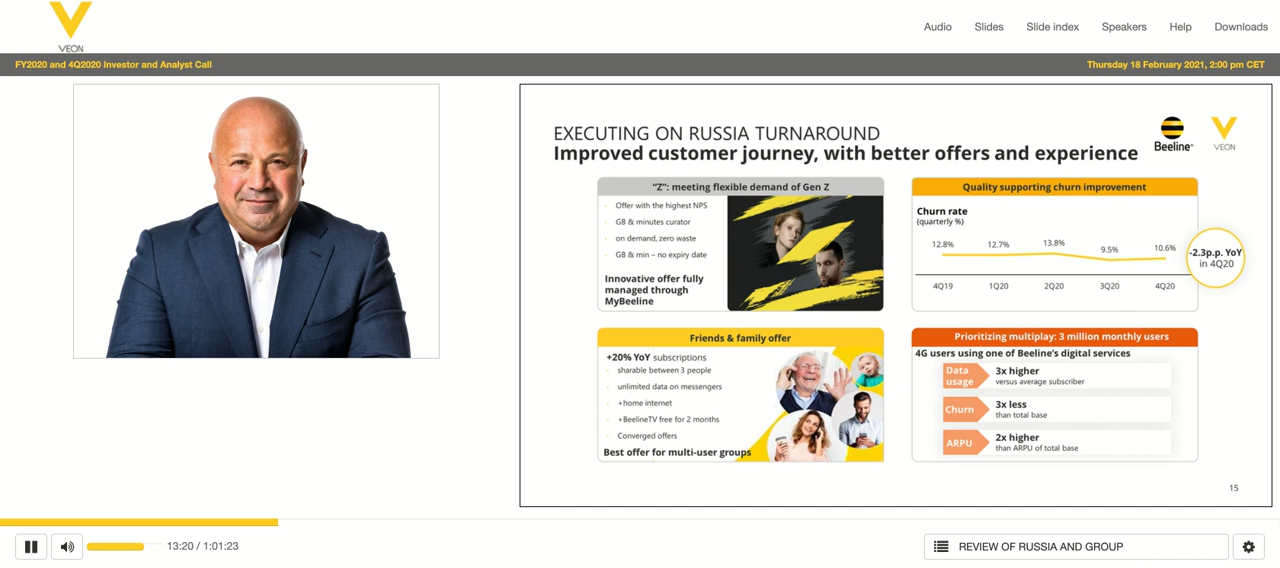 VEON
Audio Slides Slide index Speakers Help Downloads
FY2020 and 4Q2020 Investor and Analyst Call
Thursday 18 February 2021, 2:00 pm CET
EXECUTING ON RUSSIA TURNAROUND
Improved customer journey, with better offers and experience
Beeline®
VEON
"Z": meeting flexible demand of Gen Z
Offer with the highest NPS
GB & minutes curator
on demand, zero waste
GB & min – no expiry date
Innovative offer fully
managed through
MyBeeline
Quality supporting churn improvement
Churn rate
(quarterly %)
12.8% 12.7% 13.8% 9.5% 10.6%
4Q19 1Q20 2Q20 3Q20 4Q20
-2.3p.p. YoY
in 4Q20
Friends & family offer
+20% YoY subscriptions
sharable between 3 people
unlimited data on messengers
+home internet
+BeelineTV free for 2 months
Converged offers
Best offer for multi-user groups
Prioritizing multiplay: 3 million monthly users
4G users using one of Beeline's digital services
Data
usage
3x higher
versus average subscriber
Churn
3x less
than total base
ARPU
2x higher
than ARPU of total base
15
13:20 / 1:01:23
REVIEW OF RUSSIA AND GROUP